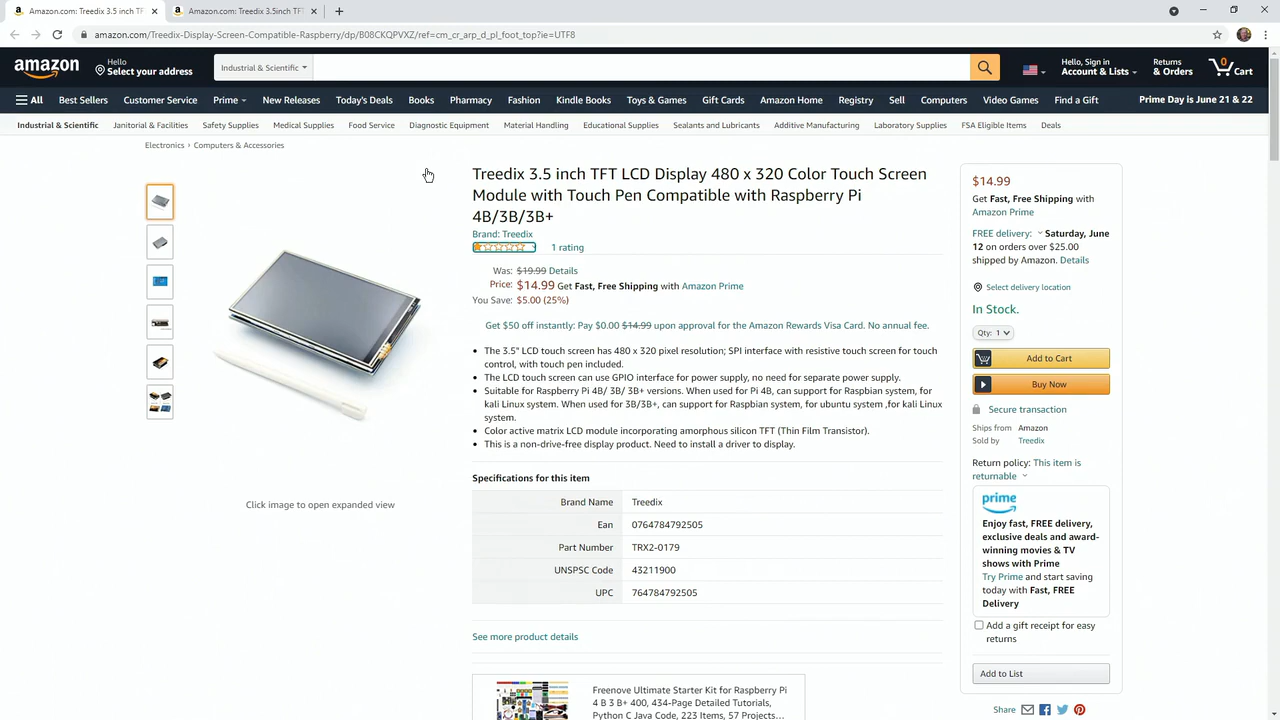 Amazon.com: Treedix 3.5 inch TF
Amazon.com: Treedix 3.5inch TFT
amazon.com/Treedix-Display-Screen-Compatible-Raspberry/dp/B08CKQPVXZ/ref=cm_cr_arp_d_pl_foot_top?ie=UTF8
amazon
Hello
Select your address
Industrial & Scientific
Hello, Sign in
Account & Lists
Returns
& Orders
0
Cart
All
Best Sellers
Customer Service
Prime
New Releases
Today's Deals
Books
Pharmacy
Fashion
Kindle Books
Toys & Games
Gift Cards
Amazon Home
Registry
Sell
Computers
Video Games
Find a Gift
Prime Day is June 21 & 22
Industrial & Scientific
Janitorial & Facilities
Safety Supplies
Medical Supplies
Food Service
Diagnostic Equipment
Material Handling
Educational Supplies
Sealants and Lubricants
Additive Manufacturing
Laboratory Supplies
FSA Eligible Items
Deals
Electronics › Computers & Accessories
Click image to open expanded view
Treedix 3.5 inch TFT LCD Display 480 x 320 Color Touch Screen
Module with Touch Pen Compatible with Raspberry Pi
4B/3B/3B+
Brand: Treedix
1 rating
Was: $19.99 Details
Price: $14.99 Get Fast, Free Shipping with Amazon Prime
You Save: $5.00 (25%)
Get $50 off instantly: Pay $0.00 $14.99 upon approval for the Amazon Rewards Visa Card. No annual fee.
• The 3.5" LCD touch screen has 480 x 320 pixel resolution; SPI interface with resistive touch screen for touch
control, with touch pen included.
• The LCD touch screen can use GPIO interface for power supply, no need for separate power supply.
• Suitable for Raspberry Pi 4B/ 3B/ 3B+ versions. When used for Pi 4B, can support for Raspbian system, for
kali Linux system. When used for 3B/3B+, can support for Raspbian system, for ubuntu system ,for kali Linux
system.
• Color active matrix LCD module incorporating amorphous silicon TFT (Thin Film Transistor).
• This is a non-drive-free display product. Need to install a driver to display.
Specifications for this item
Brand Name Treedix
Ean 0764784792505
Part Number TRX2-0179
UNSPSC Code 43211900
UPC 764784792505
See more product details
Freenove Ultimate Starter Kit for Raspberry Pi
4 B 3 B+ 400, 434-Page Detailed Tutorials,
Python C Java Code, 223 Items, 57 Projects...
$14.99
Get Fast, Free Shipping with
Amazon Prime
FREE delivery: Saturday, June
12 on orders over $25.00
shipped by Amazon. Details
Select delivery location
In Stock.
Qty: 1
Add to Cart
Buy Now
Secure transaction
Ships from Amazon
Sold by Treedix
Return policy: This item is
returnable
prime
Enjoy fast, FREE delivery,
exclusive deals and award-
winning movies & TV
shows with Prime
Try Prime and start saving
today with Fast, FREE
Delivery
Add a gift receipt for easy
returns
Add to List
Share